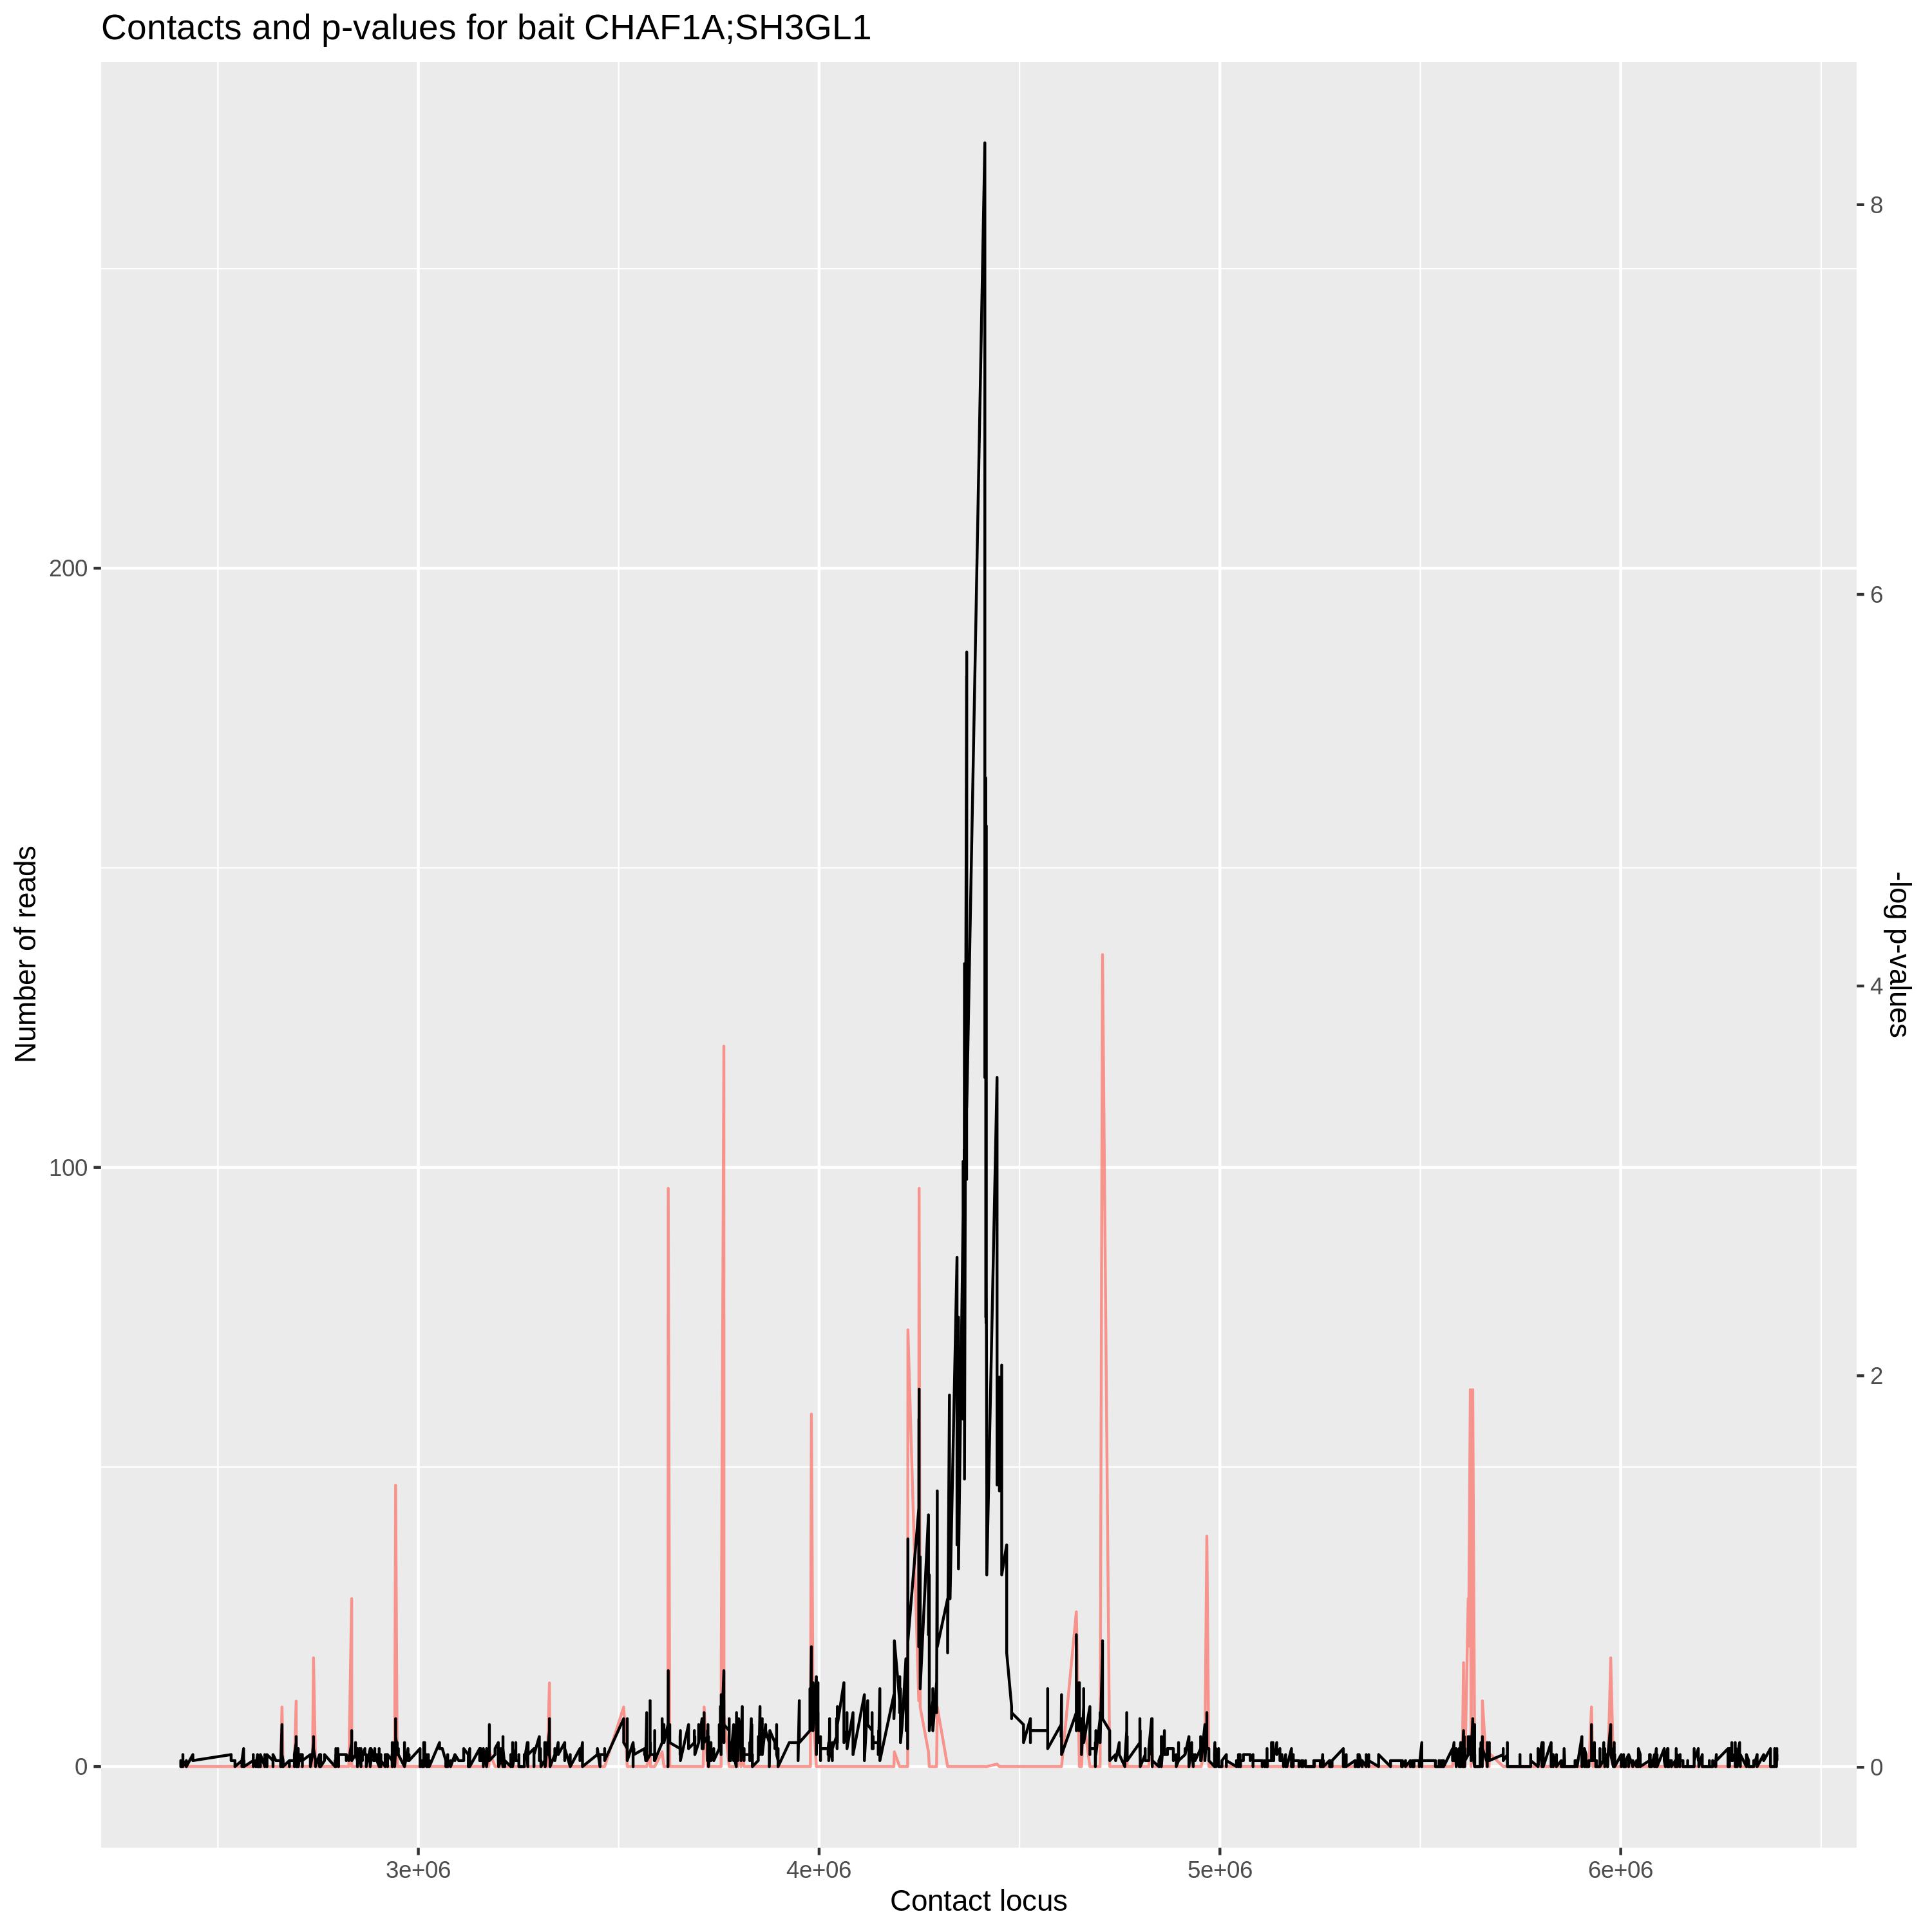 Contacts and p-values for bait CHAF1A;SH3GL1
Number of reads
200
100
0
8
6
4
2
0
-log p-values
3e+06
4e+06
5e+06
6e+06
Contact locus